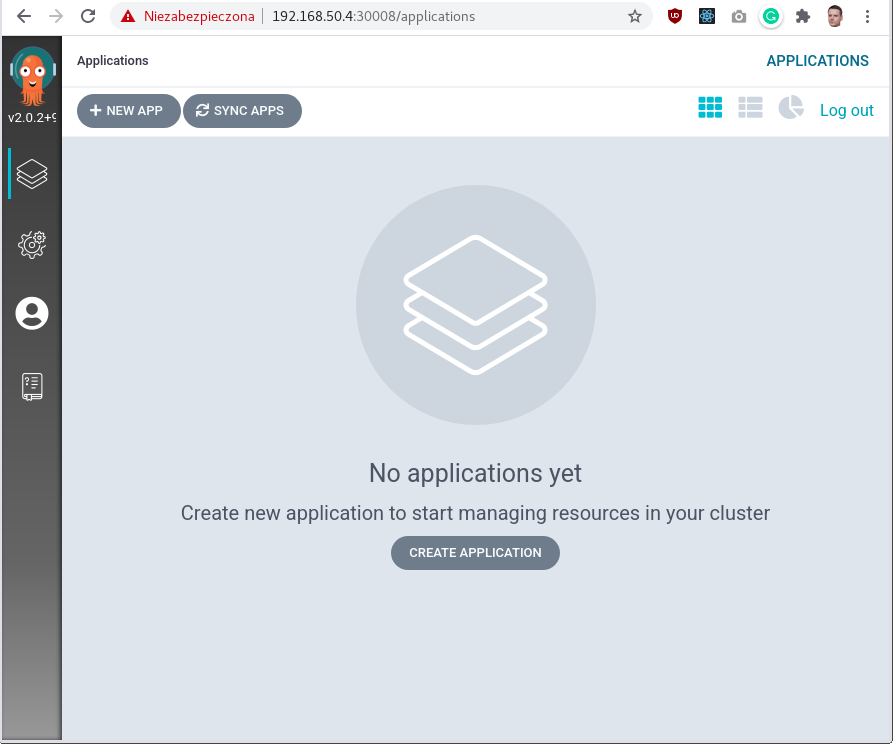 Niezabezpieczona 192.168.50.4:30008/applications
Applications
APPLICATIONS
NEW APP
SYNC APPS
Log out
v2.0.2+9
No applications yet
Create new application to start managing resources in your cluster
CREATE APPLICATION